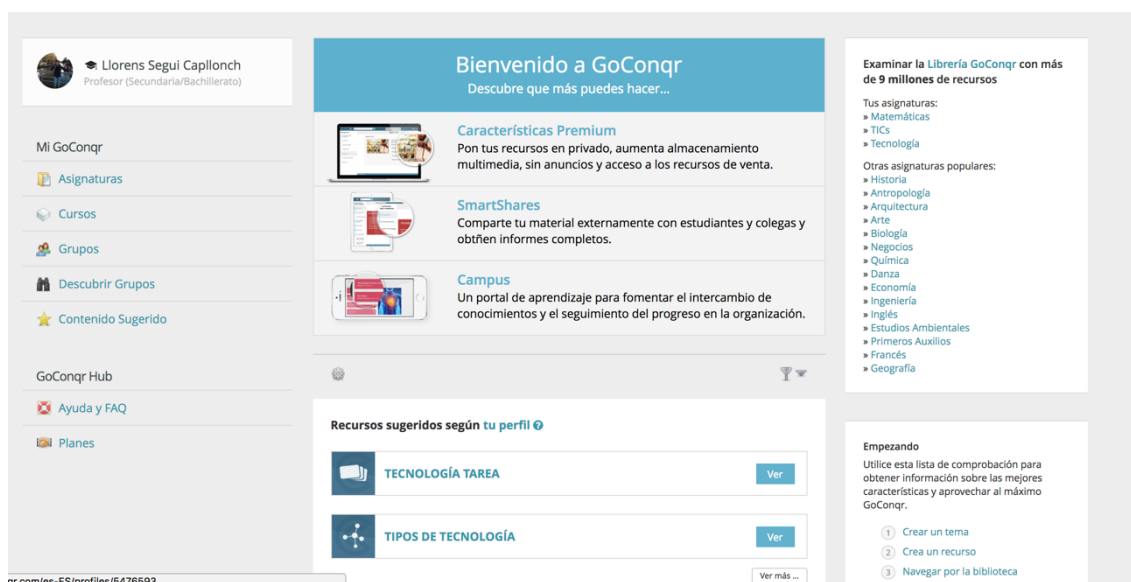 Llorens Segui Capllonch
Profesor (Secundaria/Bachillerato)
Mi GoConqr
Asignaturas
Cursos
Grupos
Descubrir Grupos
Contenido Sugerido
GoConqr Hub
Ayuda y FAQ
Planes
Bienvenido a GoConqr
Descubre que más puedes hacer...
Características Premium
Pon tus recursos en privado, aumenta almacenamiento
multimedia, sin anuncios y acceso a los recursos de venta.
SmartShares
Comparte tu material externamente con estudiantes y colegas y
obtñen informes completos.
Campus
Un portal de aprendizaje para fomentar el intercambio de
conocimientos y el seguimiento del progreso en la organización.
Recursos sugeridos según tu perfil
TECNOLOGÍA TAREA
Ver
TIPOS DE TECNOLOGÍA
Ver
Ver más ...
Examinar la Librería GoConqr con más
de 9 millones de recursos
Tus asignaturas:
» Matemáticas
» TICs
» Tecnología
Otras asignaturas populares:
» Historia
» Antropología
» Arquitectura
» Arte
» Biología
» Negocios
» Química
» Danza
» Economía
» Ingeniería
» Inglés
» Estudios Ambientales
» Primeros Auxilios
» Francés
» Geografía
Empezando
Utilice esta lista de comprobación para
obtener información sobre las mejores
características y aprovechar al máximo
GoConqr.
1 Crear un tema
2 Crea un recurso
3 Navegar por la biblioteca
qr.com/es-ES/profiles/5476593